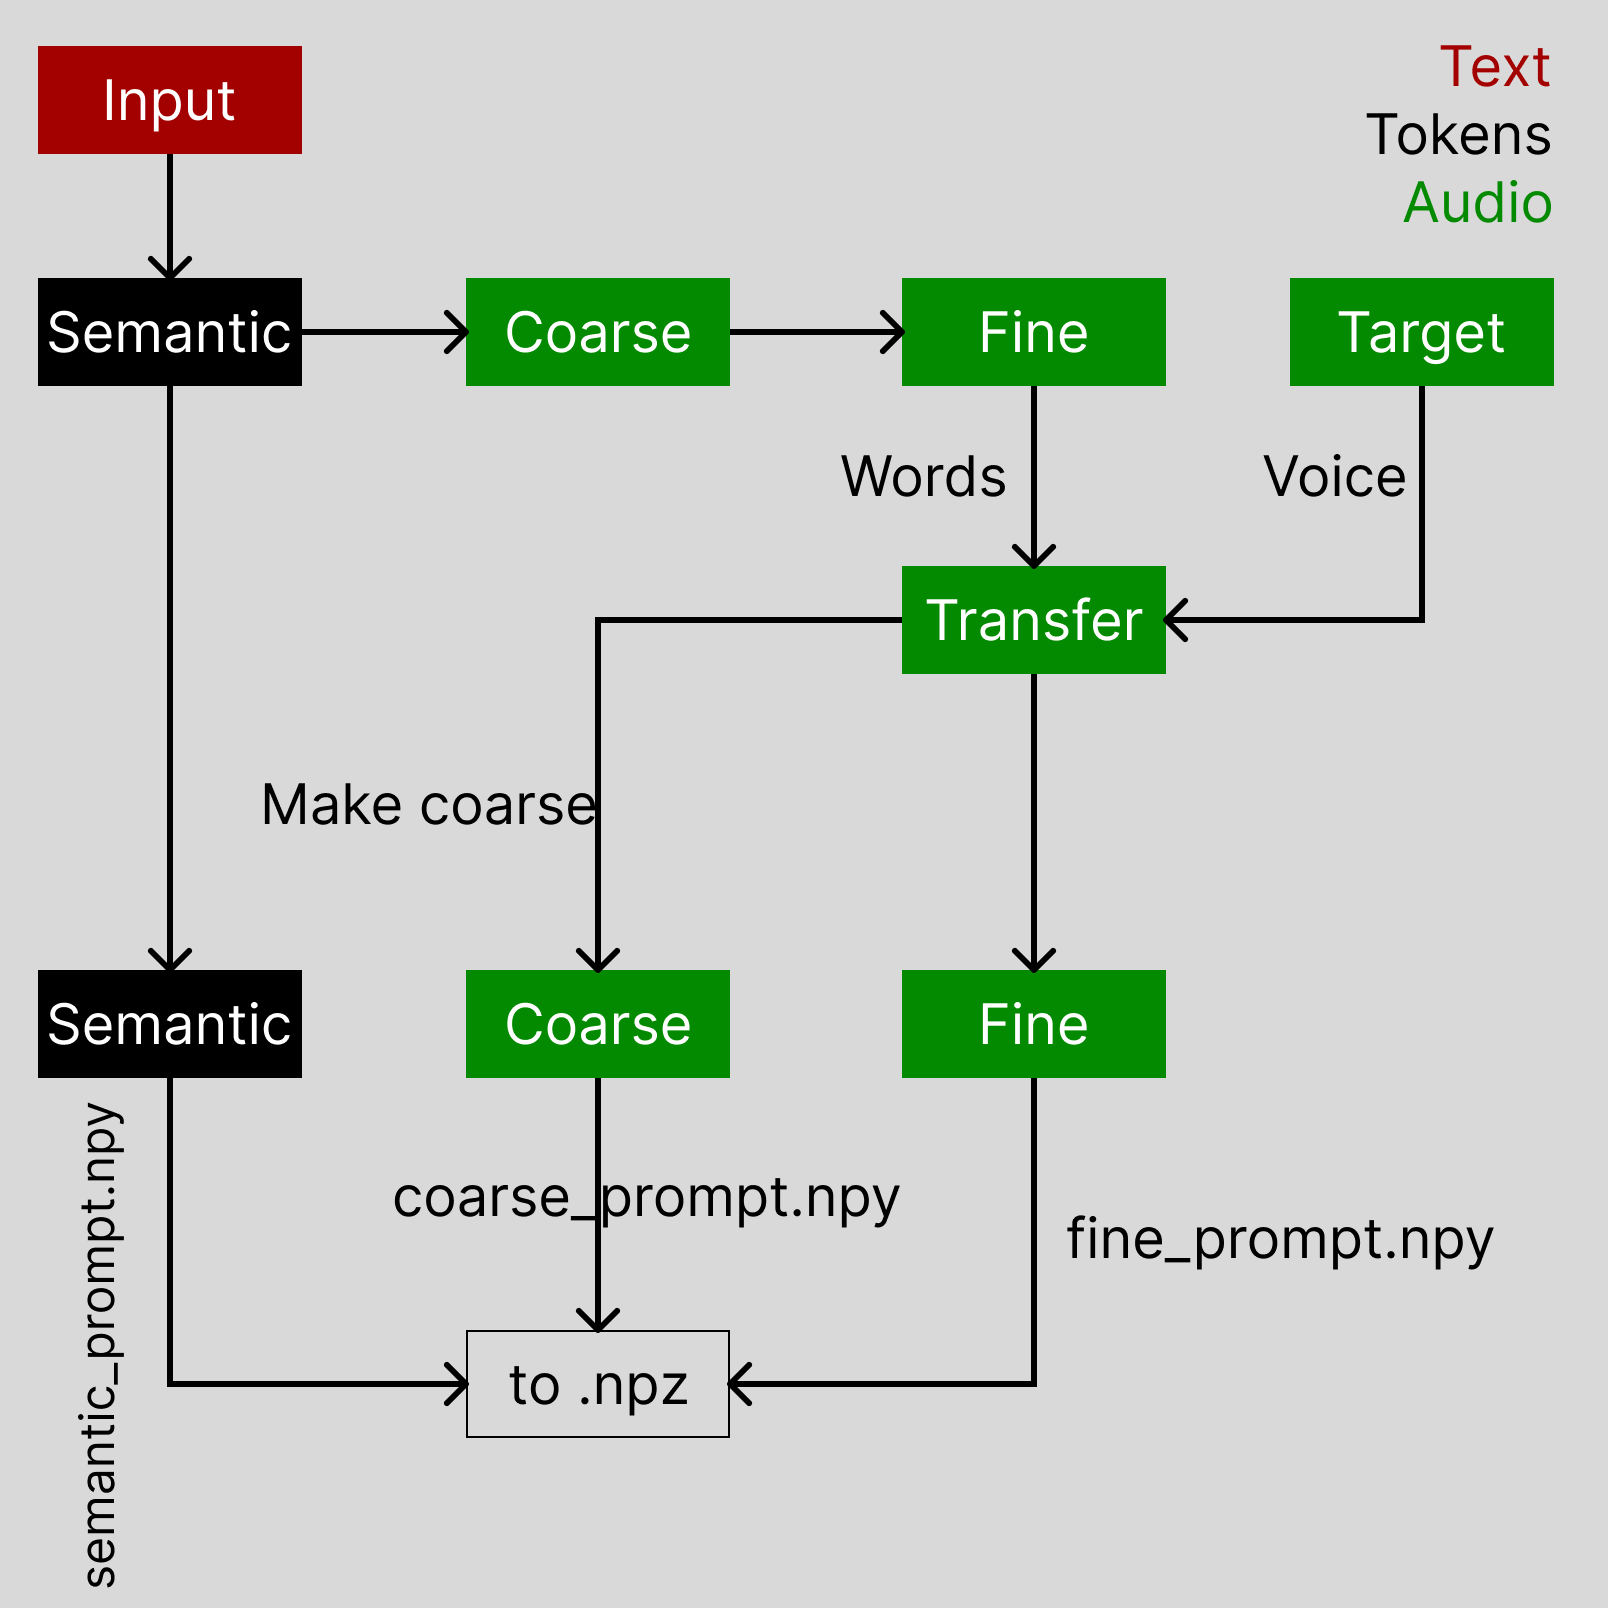 Input
Text
Tokens
Audio
Semantic
Coarse
Fine
Target
Words
Voice
Transfer
Make coarse
Semantic
Coarse
Fine
semantic_prompt.npy
coarse_prompt.npy
fine_prompt.npy
to .npz